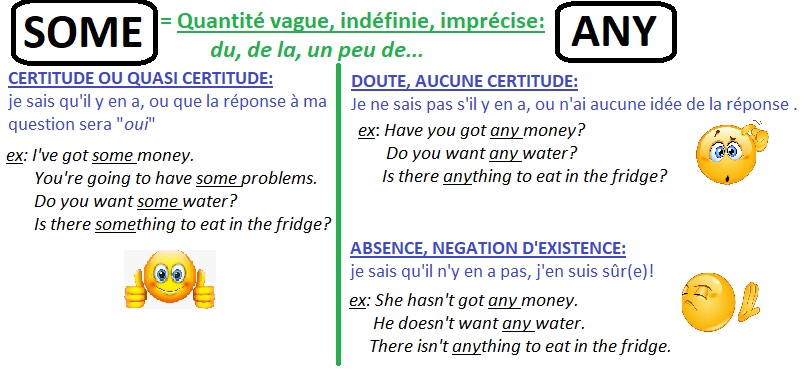 SOME = Quantité vague, indéfinie, imprécise: ANY
du, de la, un peu de...
CERTITUDE OU QUASI CERTITUDE:
je sais qu'il y en a, ou que la réponse à ma
question sera "oui"
ex: I've got some money.
You're going to have some problems.
Do you want some water?
Is there something to eat in the fridge?
DOUTE, AUCUNE CERTITUDE:
Je ne sais pas s'il y en a, ou n'ai aucune idée de la réponse .
ex: Have you got any money?
Do you want any water?
Is there anything to eat in the fridge?
ABSENCE, NEGATION D'EXISTENCE:
je sais qu'il n'y en a pas, j'en suis sûr(e)!
ex: She hasn't got any money.
He doesn't want any water.
There isn't anything to eat in the fridge.